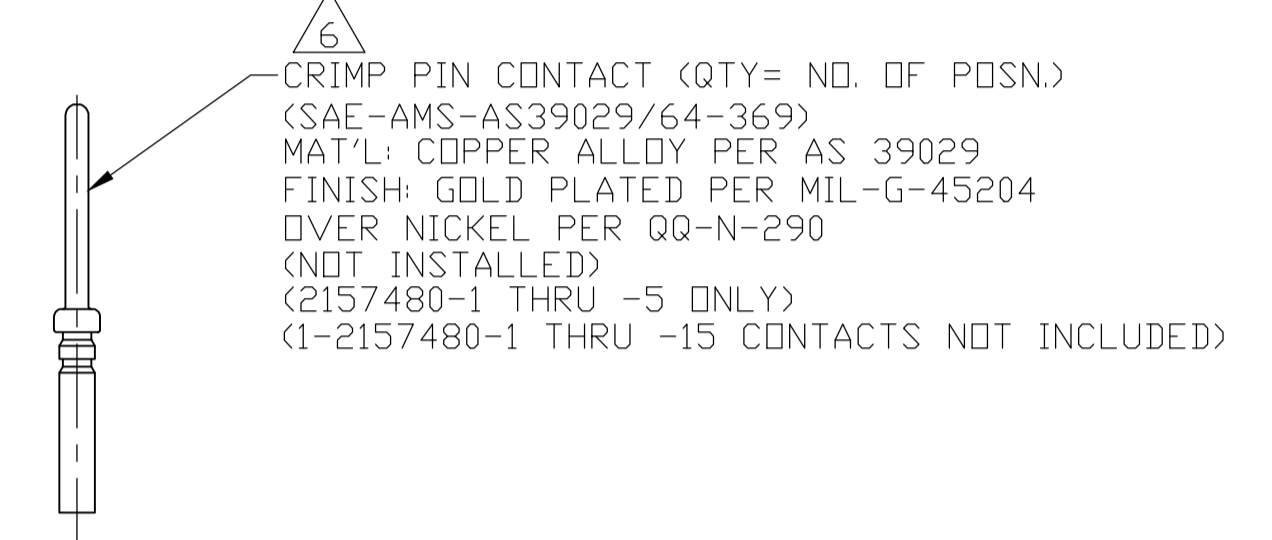 6
CRIMP PIN CONTACT (QTY= NO. OF POSN.)
(SAE-AMS-AS39029/64-369)
MAT'L: COPPER ALLOY PER AS 39029
FINISH: GOLD PLATED PER MIL-G-45204
OVER NICKEL PER QQ-N-290
(NOT INSTALLED)
(2157480-1 THRU -5 ONLY)
(1-2157480-1 THRU -15 CONTACTS NOT INCLUDED)